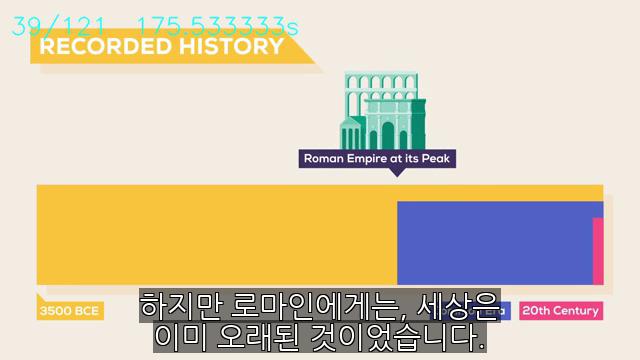 39/121 175.533333s
RECORDED HISTORY
Roman Empire at its Peak
3500 BCE
20th Century
하지만 로마인에게는, 세상은
이미 오래된 것이었습니다.